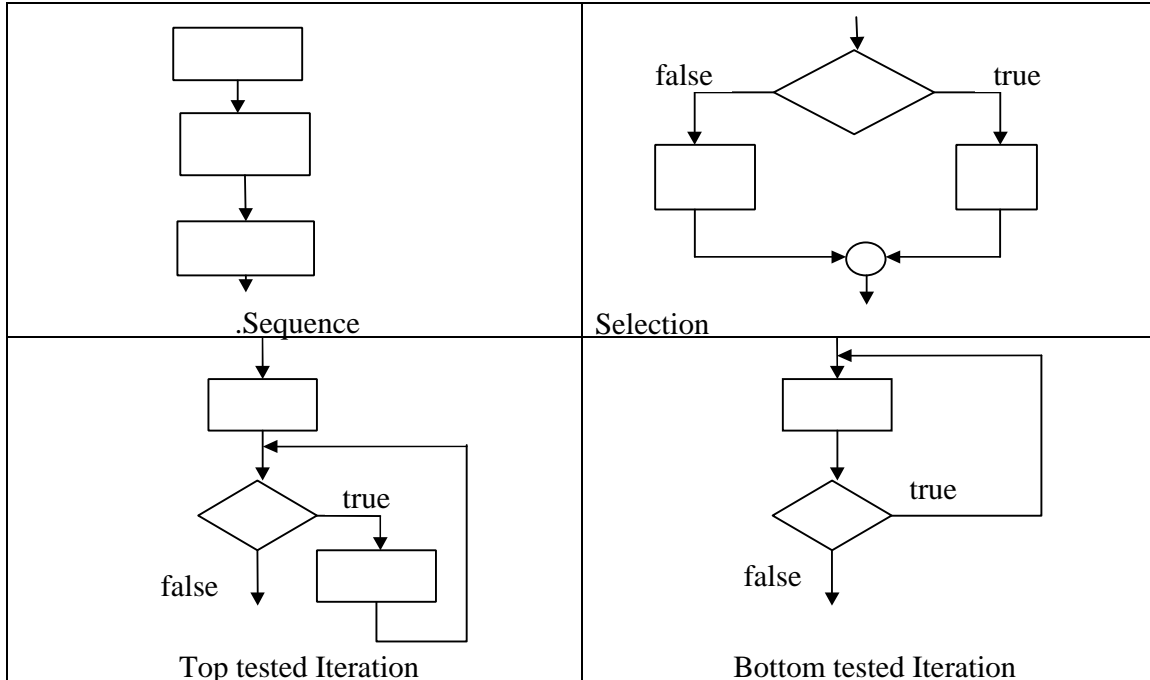 false
true
.Sequence
Selection
true
false
Top tested Iteration
true
false
Bottom tested Iteration